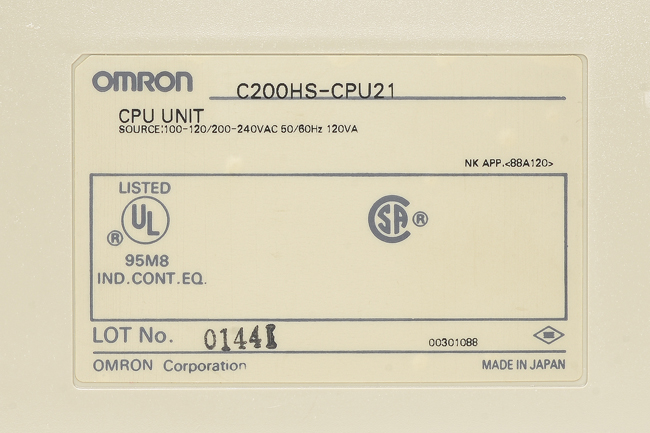 OMRON C200HS-CPU21
CPU UNIT
SOURCE:100-120/200-240VAC 50/60Hz 120VA
NK APP.<88A120>
LISTED
UL
®
95M8
IND.CONT.EQ.
SA ®
LOT No. 01441 00301088
OMRON Corporation MADE IN JAPAN